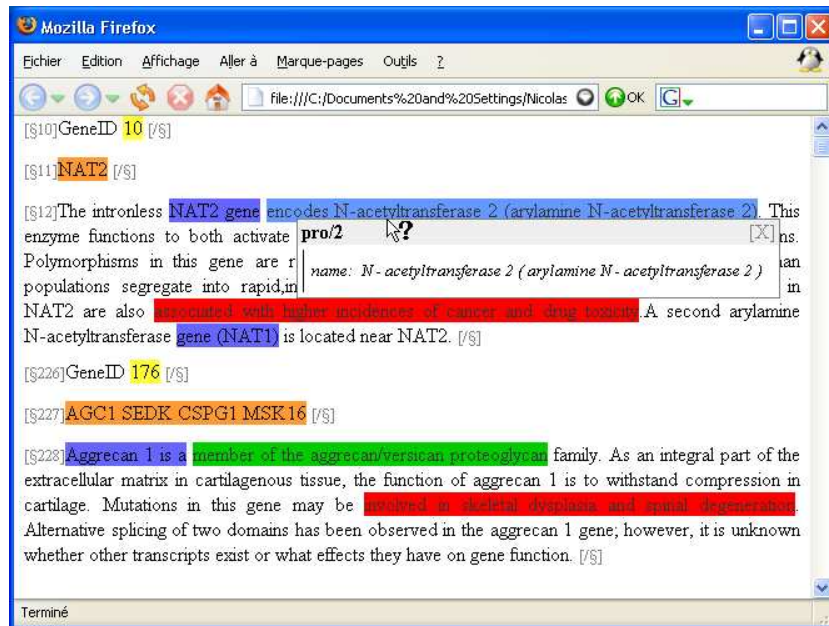 Mozilla Firefox
Fichier Edition Affichage Aller à Marque-pages Outils ?
file:///C:/Documents%20and%20Settings/Nicolas OK G
[§10]GeneID 10 [/§]
[§11]NAT2 [/§]
[§12]The intronless NAT2 gene encodes N-acetyltransferase 2 (arylamine N-acetyltransferase 2). This
enzyme functions to both activate pro/2 [X] ns.
Polymorphisms in this gene are r name: N-acetyltransferase 2 (arylamine N-acetyltransferase 2) an
populations segregate into rapid,in in
NAT2 are also associated with higher incidences of cancer and drug toxicity.A second arylamine
N-acetyltransferase gene (NAT1) is located near NAT2. [/§]
[§226]GeneID 176 [/§]
[§227]AGC1 SEDK CSPG1 MSK16 [/§]
[§228]Aggrecan 1 is a member of the aggrecan/versican proteoglycan family. As an integral part of the
extracellular matrix in cartilagenous tissue, the function of aggrecan 1 is to withstand compression in
cartilage. Mutations in this gene may be involved in skeletal dysplasia and spinal degeneration.
Alternative splicing of two domains has been observed in the aggrecan 1 gene; however, it is unknown
whether other transcripts exist or what effects they have on gene function. [/§]
Terminé